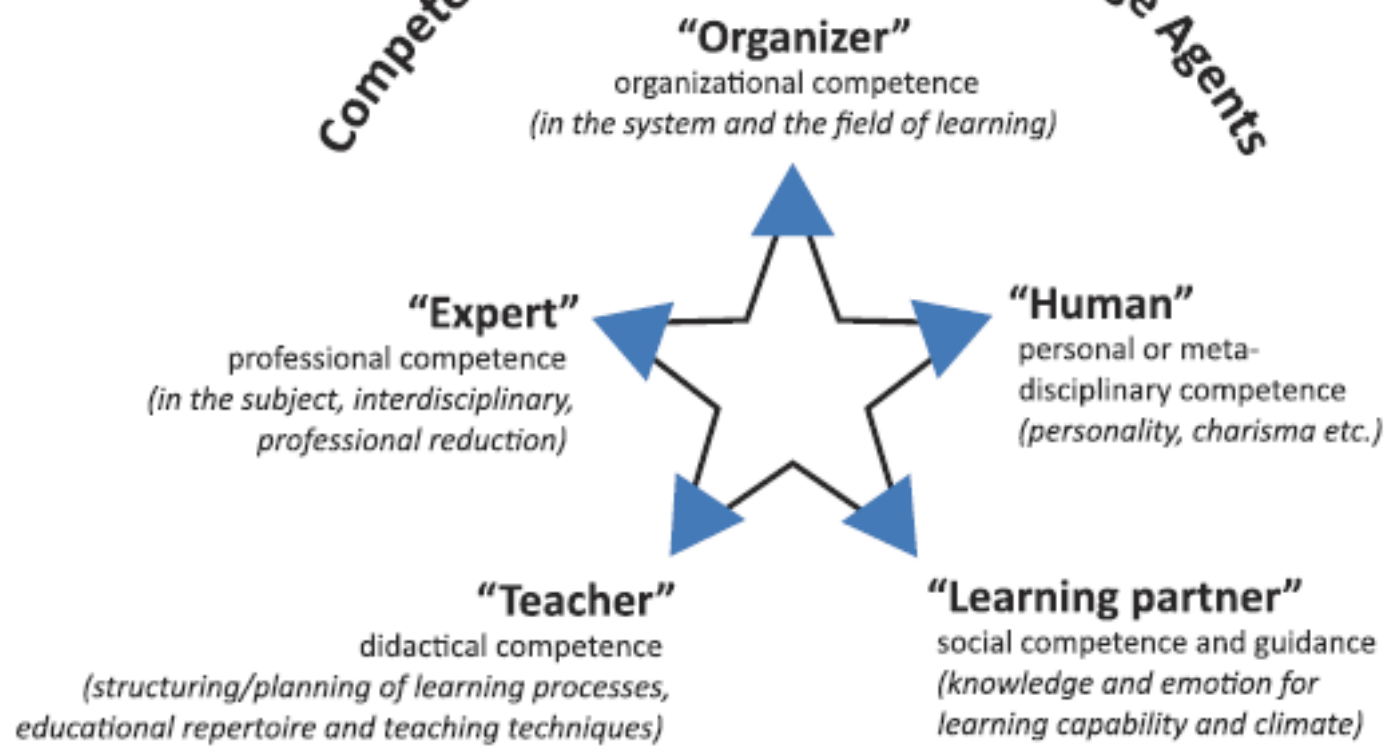 “Organizer”
organizational competence
(in the system and the field of learning)
Agents
“Expert”
professional competence
(in the subject, interdisciplinary,
professional reduction)
“Human”
personal or meta-
disciplinary competence
(personality, charisma etc.)
“Teacher”
didactical competence
(structuring/planning of learning processes,
educational repertoire and teaching techniques)
“Learning partner”
social competence and guidance
(knowledge and emotion for
learning capability and climate)